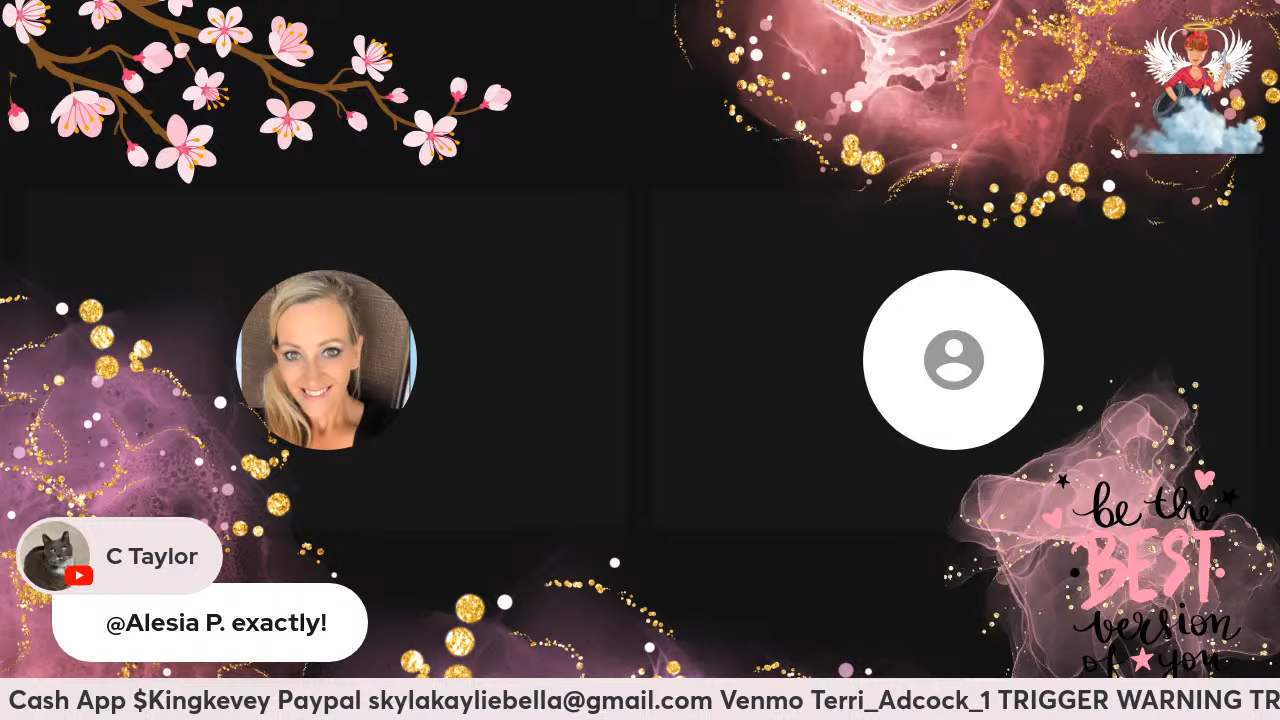 be the
BEST
version
of you
C Taylor
@Alesia P. exactly!
Cash App $Kingkevey Paypal skylakayliebella@gmail.com Venmo Terri_Adcock_1 TRIGGER WARNING TR